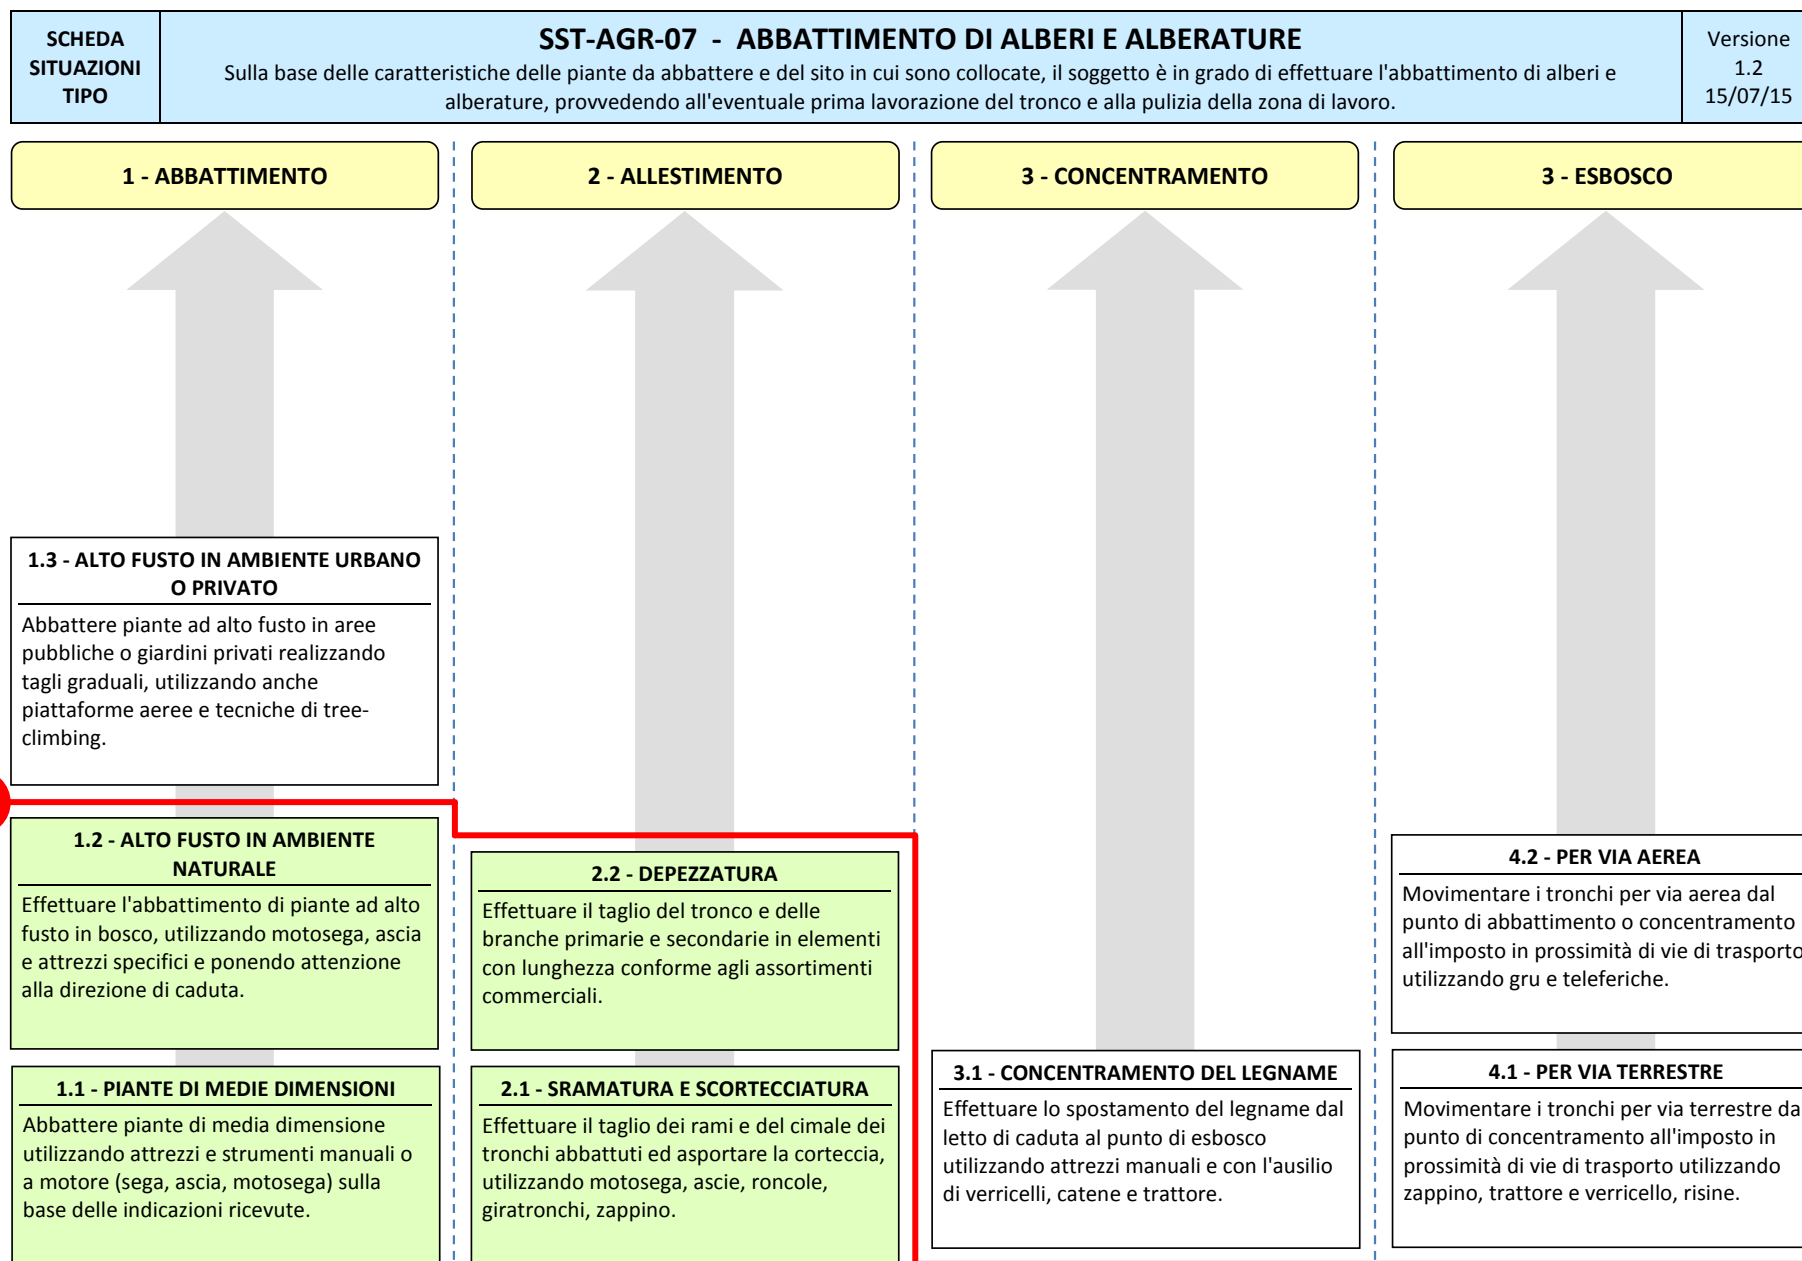 SCHEDA
SITUAZIONI
TIPO
SST-AGR-07 - ABBATTIMENTO DI ALBERI E ALBERATURE
Sulla base delle caratteristiche delle piante da abbattere e del sito in cui sono collocate, il soggetto è in grado di effettuare l'abbattimento di alberi e
alberature, provvedendo all'eventuale prima lavorazione del tronco e alla pulizia della zona di lavoro.
Versione
1.2
15/07/15
1 - ABBATTIMENTO
2 - ALLESTIMENTO
3 - CONCENTRAMENTO
3 - ESBOSCO
1.3 - ALTO FUSTO IN AMBIENTE URBANO
O PRIVATO
Abbattere piante ad alto fusto in aree
pubbliche o giardini privati realizzando
tagli graduali, utilizzando anche
piattaforme aeree e tecniche di tree-
climbing.
1.2 - ALTO FUSTO IN AMBIENTE
NATURALE
Effettuare l'abbattimento di piante ad alto
fusto in bosco, utilizzando motosega, ascia
e attrezzi specifici e ponendo attenzione
alla direzione di caduta.
1.1 - PIANTE DI MEDIE DIMENSIONI
Abbattere piante di media dimensione
utilizzando attrezzi e strumenti manuali o
a motore (sega, ascia, motosega) sulla
base delle indicazioni ricevute.
2.2 - DEPEZZATURA
Effettuare il taglio del tronco e delle
branche primarie e secondarie in elementi
con lunghezza conforme agli assortimenti
commerciali.
2.1 - SRAMATURA E SCORTECCIATURA
Effettuare il taglio dei rami e del cimale dei
tronchi abbattuti ed asportare la corteccia,
utilizzando motosega, ascie, roncole,
giratronchi, zappino.
3.1 - CONCENTRAMENTO DEL LEGNAME
Effettuare lo spostamento del legname dal
letto di caduta al punto di esbosco
utilizzando attrezzi manuali e con l'ausilio
di verricelli, catene e trattore.
4.2 - PER VIA AEREA
Movimentare i tronchi per via aerea dal
punto di abbattimento o concentramento
all'imposto in prossimità di vie di trasporto
utilizzando gru e teleferiche.
4.1 - PER VIA TERRESTRE
Movimentare i tronchi per via terrestre da
punto di concentramento all'imposto in
prossimità di vie di trasporto utilizzando
zappino, trattore e verricello, risine.